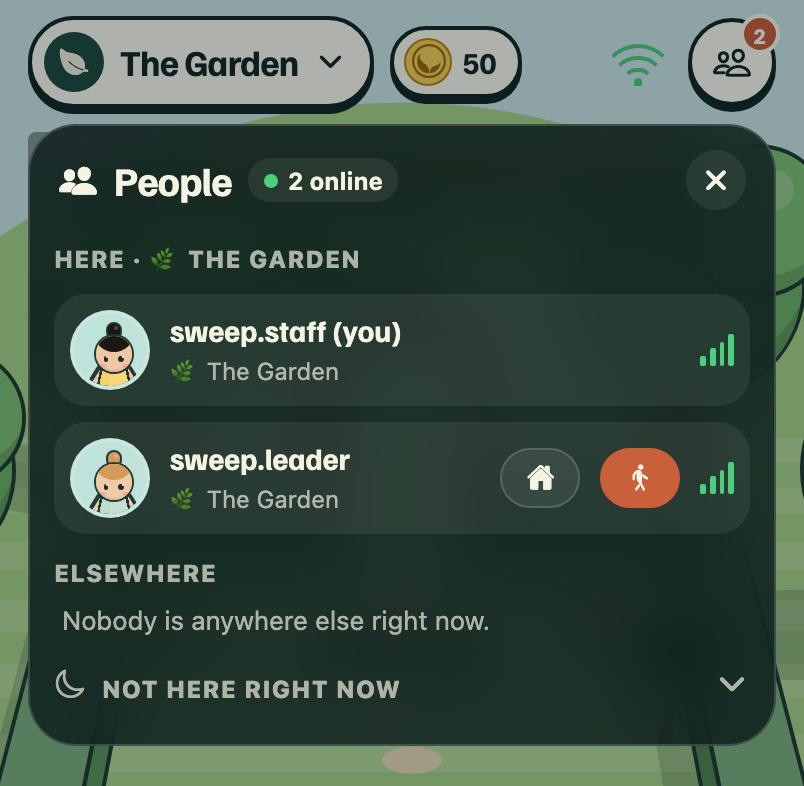 The Garden
50
2
People
2 online
HERE · THE GARDEN
sweep.staff (you)
The Garden
sweep.leader
The Garden
ELSEWHERE
Nobody is anywhere else right now.
NOT HERE RIGHT NOW